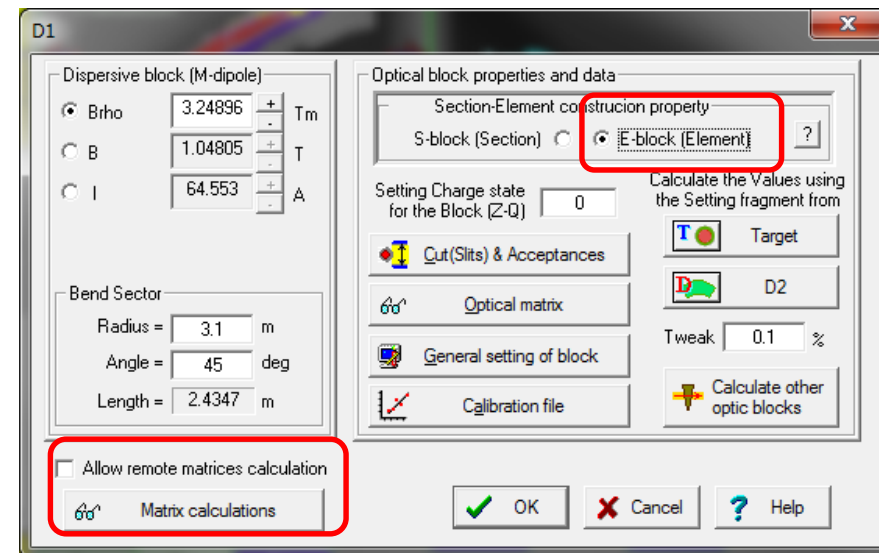 D1
Dispersive block (M-dipole)
Brho 3.24896 + - Tm
B 1.04805 + - T
I 64.553 + - A
Bend Sector
Radius = 3.1 m
Angle = 45 deg
Length = 2.4347 m
Allow remote matrices calculation
Matrix calculations
Optical block properties and data
Section-Element construcion property
S-block (Section) E-block (Element) ?
Setting Charge state
for the Block (Z-Q) 0
Cut(Slits) & Acceptances
Optical matrix
General setting of block
Calibration file
Calculate the Values using
the Setting fragment from
T Target
D D2
Tweak 0.1 %
Calculate other
optic blocks
OK Cancel ? Help